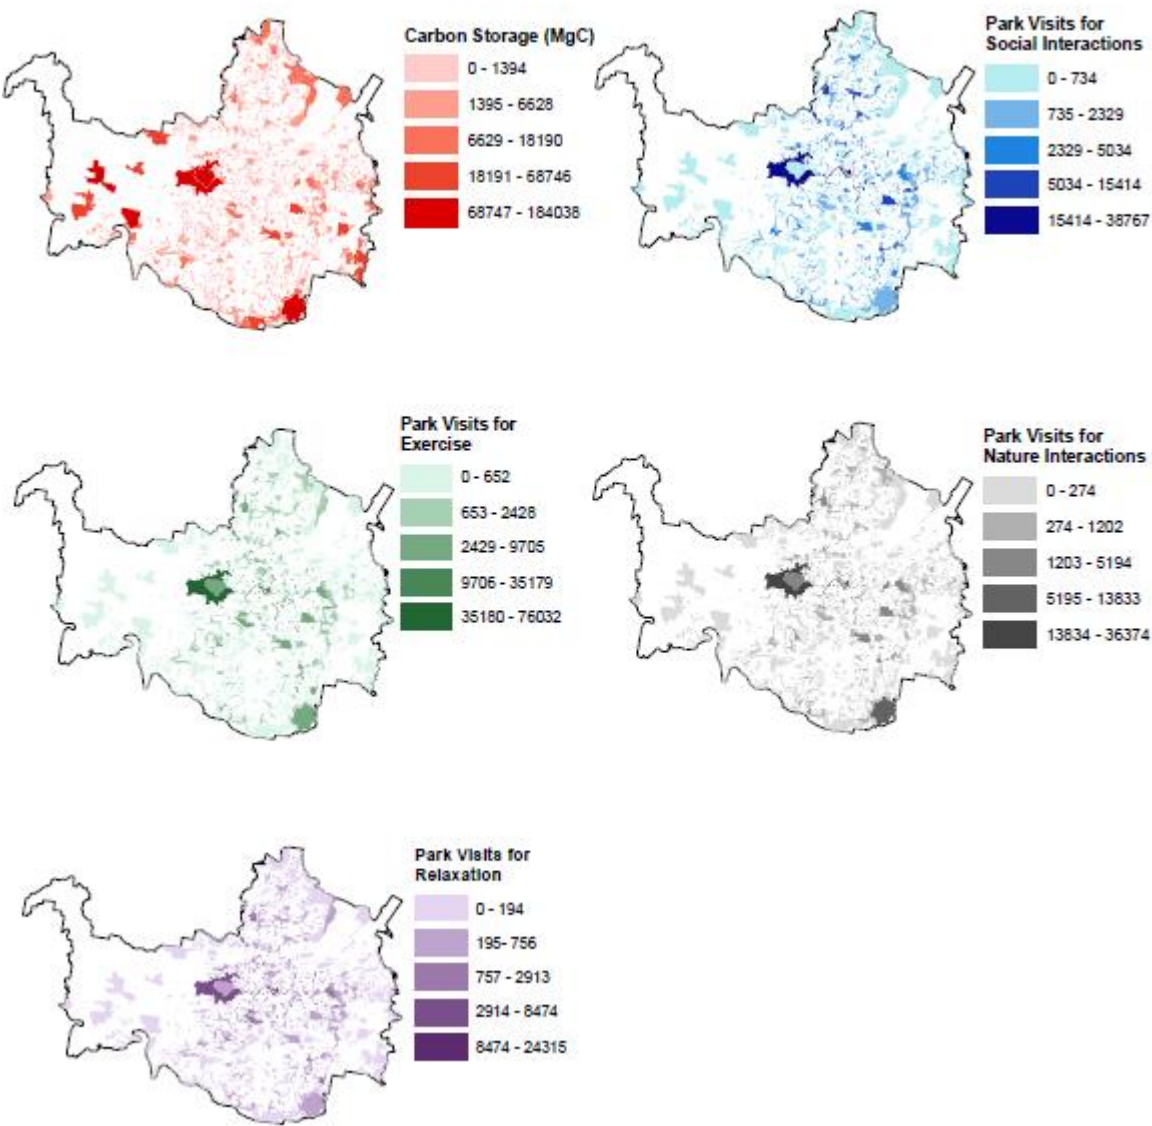 Carbon Storage (MgC)
0 - 1394
1395 - 6628
6629 - 18190
18191 - 68746
68747 - 184038
Park Visits for
Social Interactions
0 - 734
735 - 2329
2329 - 5034
5034 - 15414
15414 - 38767
Park Visits for
Exercise
0 - 652
653 - 2428
2429 - 9705
9706 - 35179
35180 - 76032
Park Visits for
Nature Interactions
0 - 274
274 - 1202
1203 - 5194
5195 - 13833
13834 - 36374
Park Visits for
Relaxation
0 - 194
195- 756
757 - 2913
2914 - 8474
8474 - 24315